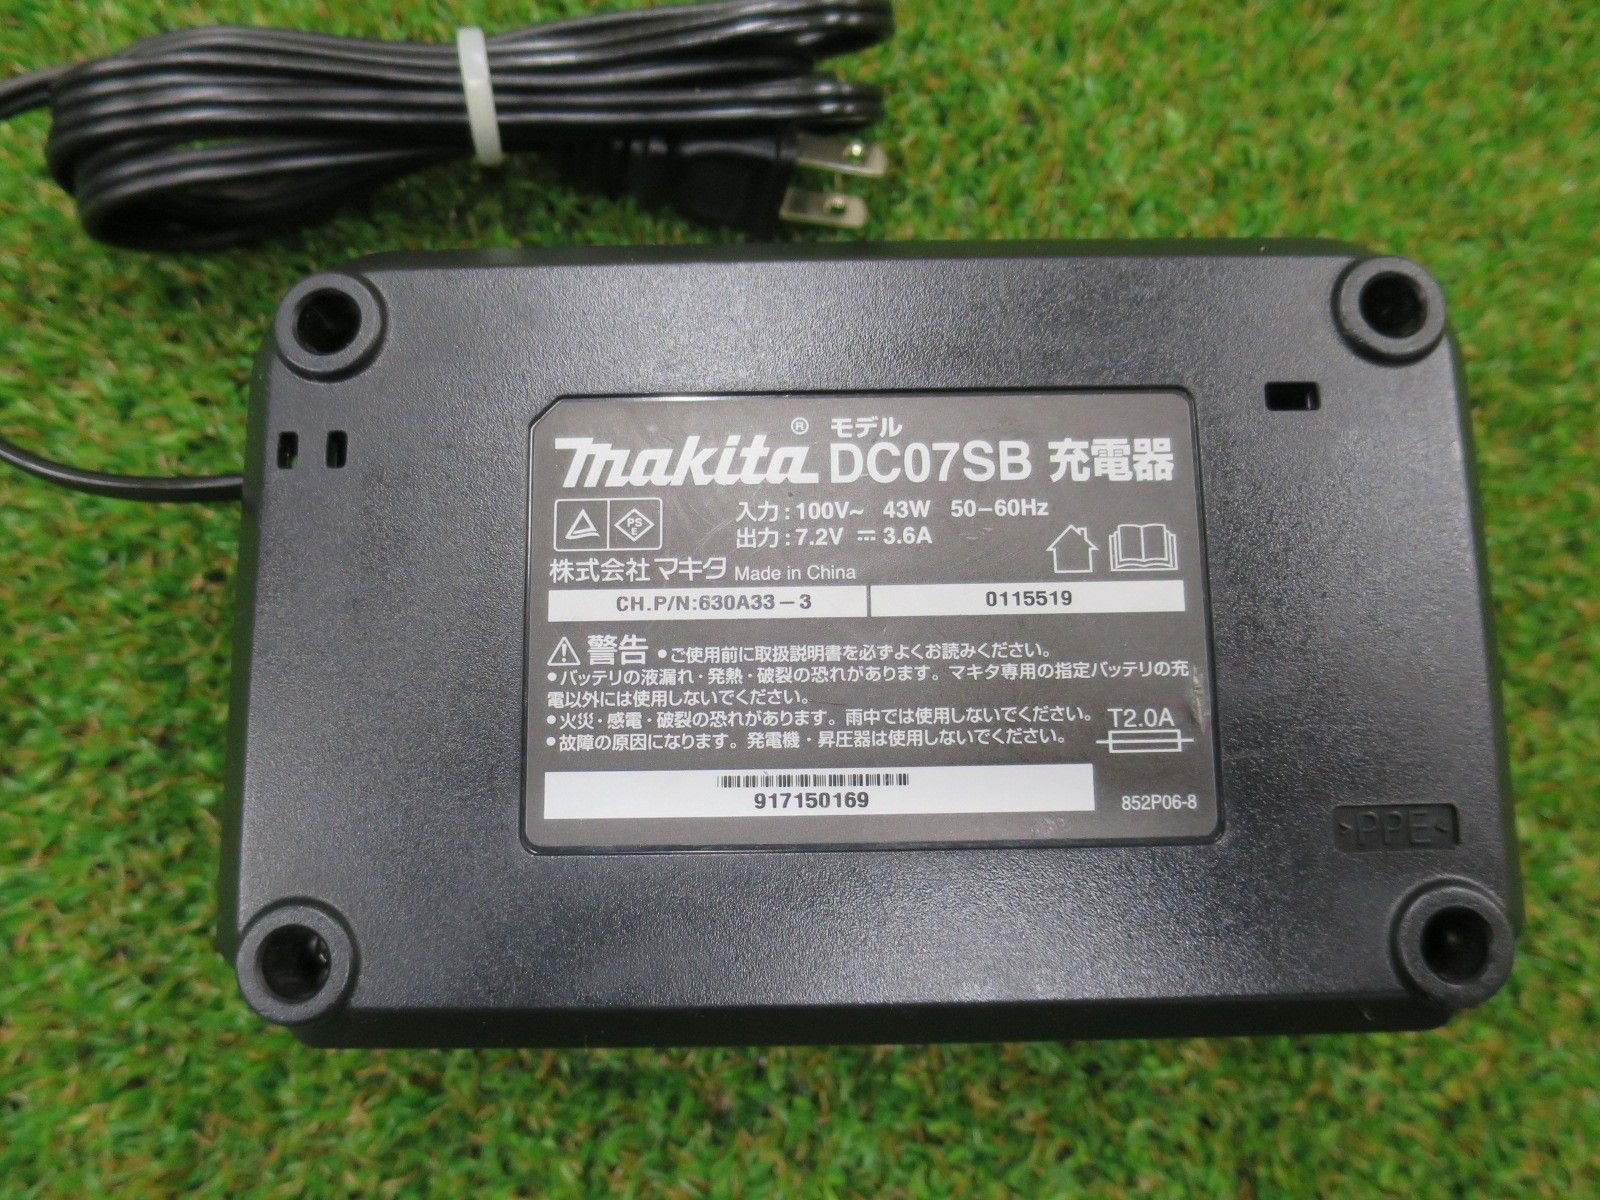 makita® モデル DC07SB 充電器
PS E
入力:100V~ 43W 50-60Hz
出力:7.2V ⎓ 3.6A
株式会社マキタ Made in China
CH.P/N:630A33-3 0115519
警告 ●ご使用前に取扱説明書を必ずよくお読みください。
●バッテリの液漏れ・発熱・破裂の恐れがあります。マキタ専用の指定バッテリの充
電以外には使用しないでください。
●火災・感電・破裂の恐れがあります。雨中では使用しないでください。
●故障の原因になります。発電機・昇圧器は使用しないでください。
T2.0A
917150169
852P06-8
>PPE<